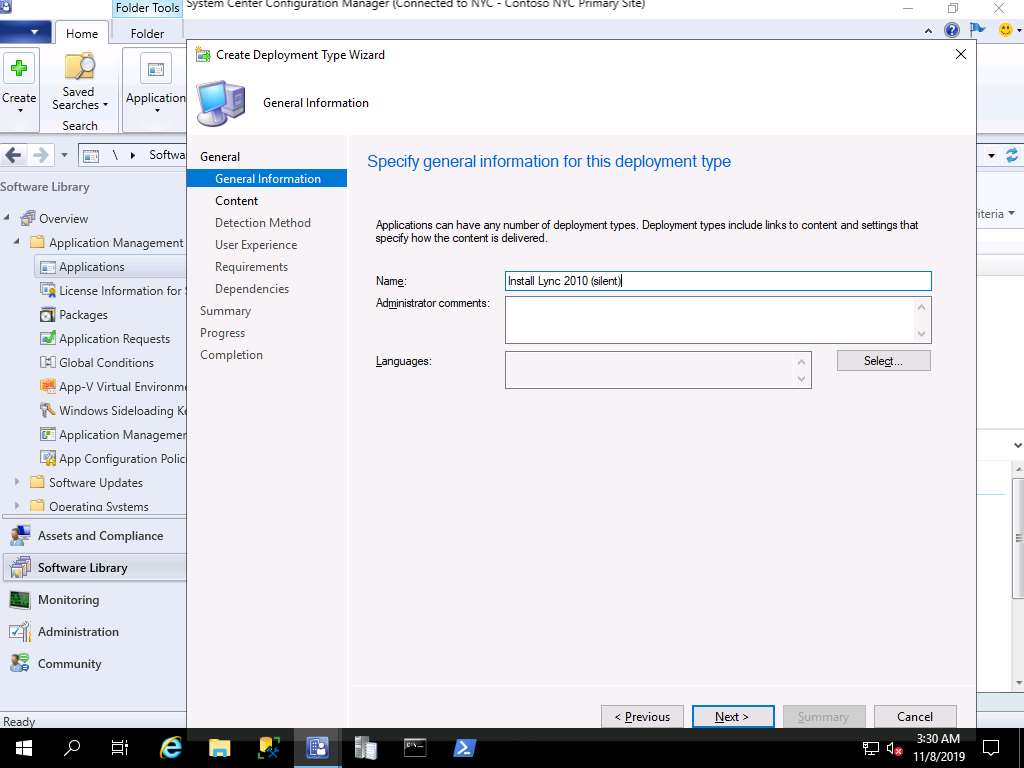 Folder Tools
System Center Configuration Manager (Connected to NYC - Contoso NYC Primary Site)
Home
Folder
Create
Saved
Searches
Application
Search
\
Softwa
Software Library
Overview
Application Management
Applications
License Information for S
Packages
Application Requests
Global Conditions
App-V Virtual Environme
Windows Sideloading Ke
Application Managemen
App Configuration Polic
Software Updates
Operating Systems
Assets and Compliance
Software Library
Monitoring
Administration
Community
Ready
Create Deployment Type Wizard
General Information
General
General Information
Content
Detection Method
User Experience
Requirements
Dependencies
Summary
Progress
Completion
Specify general information for this deployment type
Applications can have any number of deployment types. Deployment types include links to content and settings that
specify how the content is delivered.
Name:
Install Lync 2010 (silent)
Administrator comments:
Languages:
Select...
< Previous
Next >
Summary
Cancel
riteria
3:30 AM
11/8/2019